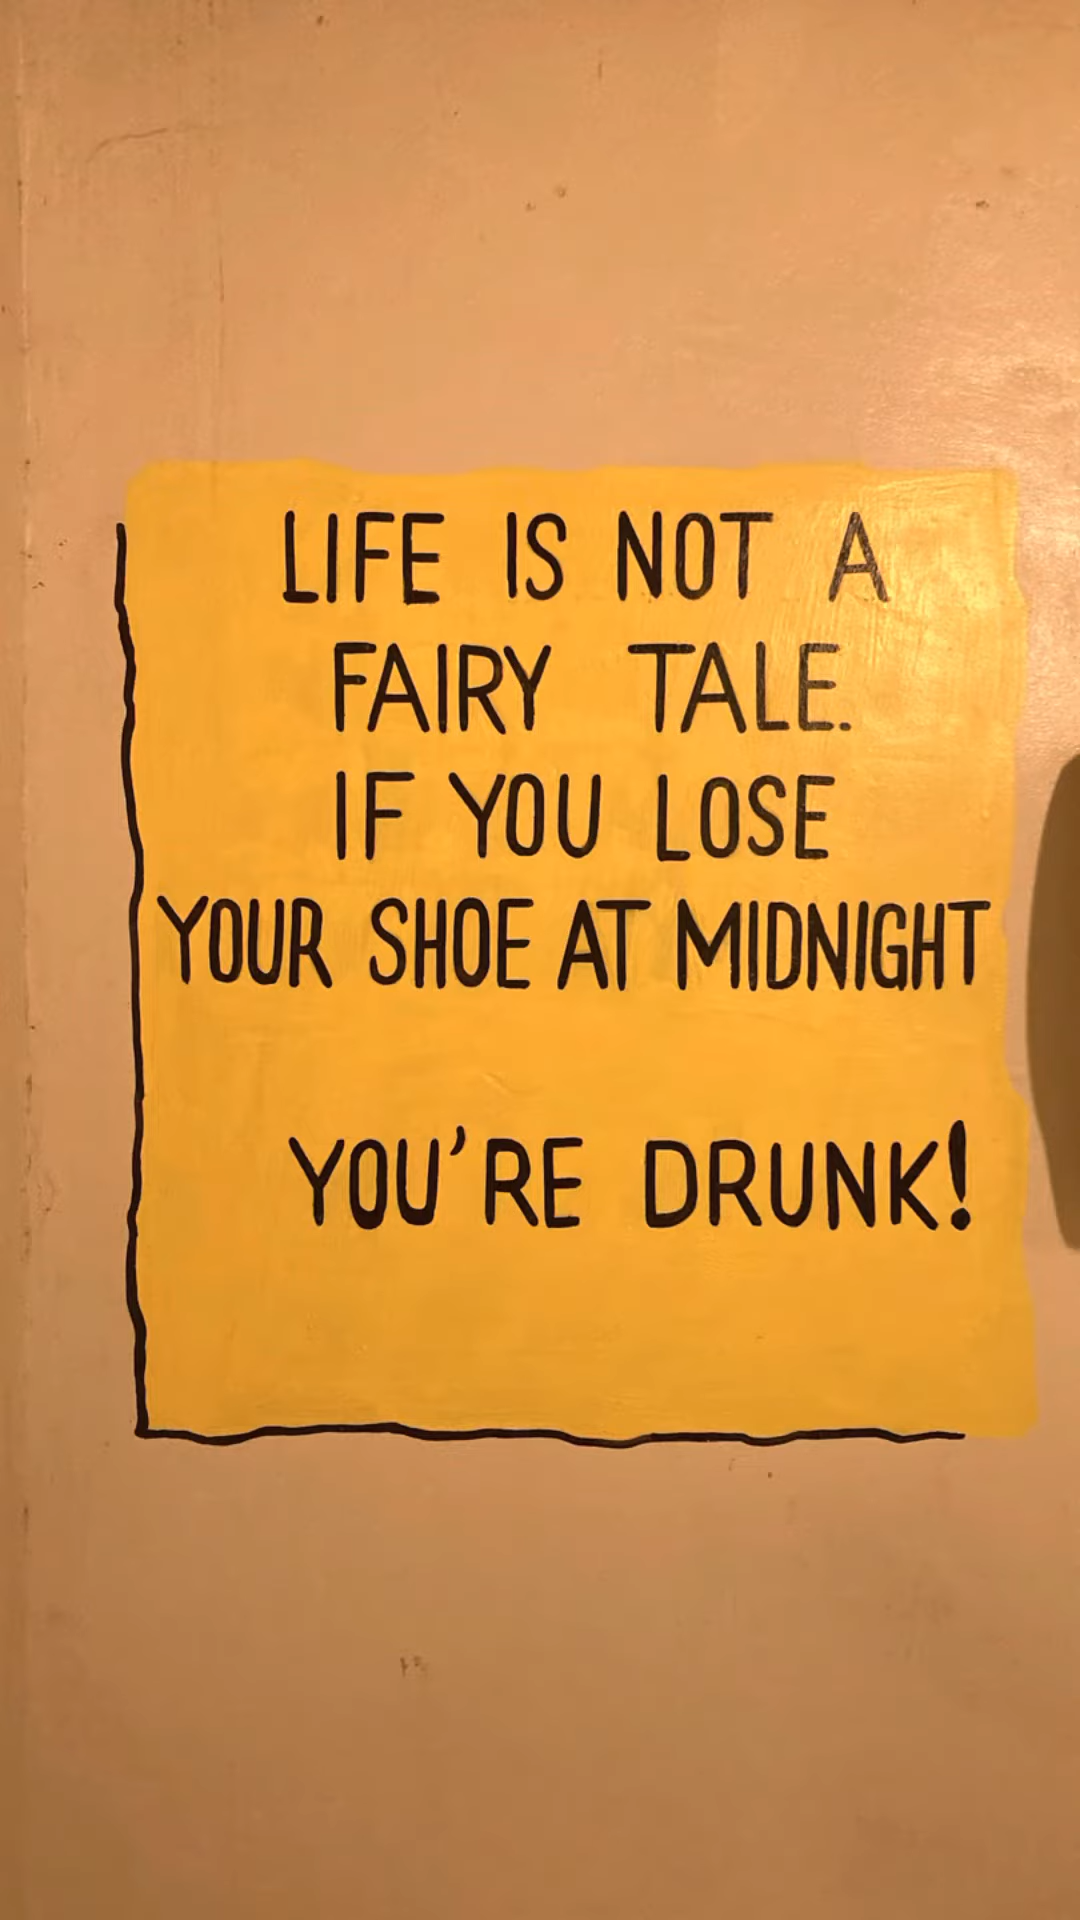 LIFE IS NOT A
FAIRY TALE.
IF YOU LOSE
YOUR SHOE AT MIDNIGHT
YOU'RE DRUNK!